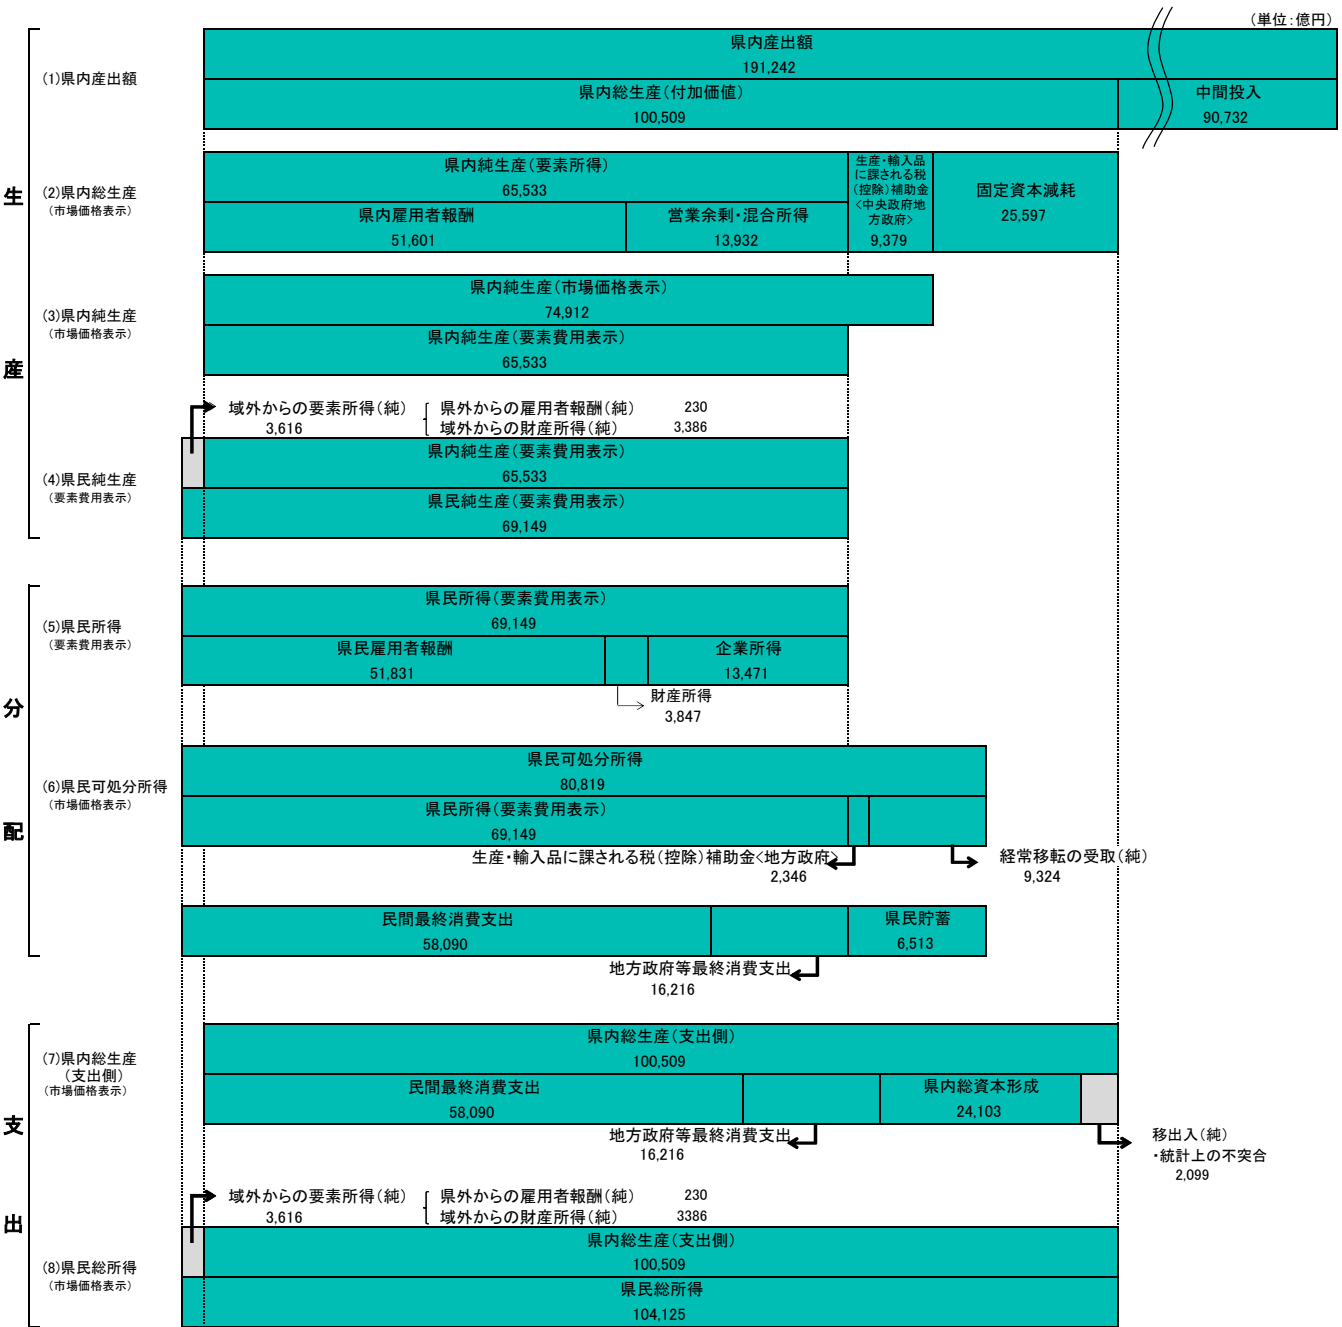 (単位:億円)
県内産出額
191,242
(1)県内産出額
県内総生産(付加価値)
100,509
中間投入
90,732
生
(2)県内総生産
(市場価格表示)
県内純生産(要素所得)
65,533
県内雇用者報酬
51,601
営業余剰・混合所得
13,932
生産・輸入品
に課される税
(控除)補助金
<中央政府地
方政府>
9,379
固定資本減耗
25,597
(3)県内純生産
(市場価格表示)
県内純生産(市場価格表示)
74,912
県内純生産(要素費用表示)
65,533
産
域外からの要素所得(純)
3,616
県外からの雇用者報酬(純) 230
域外からの財産所得(純) 3,386
(4)県民純生産
(要素費用表示)
県内純生産(要素費用表示)
65,533
県民純生産(要素費用表示)
69,149
(5)県民所得
(要素費用表示)
県民所得(要素費用表示)
69,149
県民雇用者報酬
51,831
企業所得
13,471
財産所得
3,847
分
(6)県民可処分所得
(市場価格表示)
県民可処分所得
80,819
県民所得(要素費用表示)
69,149
配
生産・輸入品に課される税(控除)補助金<地方政府>
2,346
経常移転の受取(純)
9,324
民間最終消費支出
58,090
県民貯蓄
6,513
地方政府等最終消費支出
16,216
(7)県内総生産
(支出側)
(市場価格表示)
県内総生産(支出側)
100,509
民間最終消費支出
58,090
県内総資本形成
24,103
支
地方政府等最終消費支出
16,216
移出入(純)
・統計上の不突合
2,099
域外からの要素所得(純)
3,616
県外からの雇用者報酬(純) 230
域外からの財産所得(純) 3386
出
(8)県民総所得
(市場価格表示)
県内総生産(支出側)
100,509
県民総所得
104,125